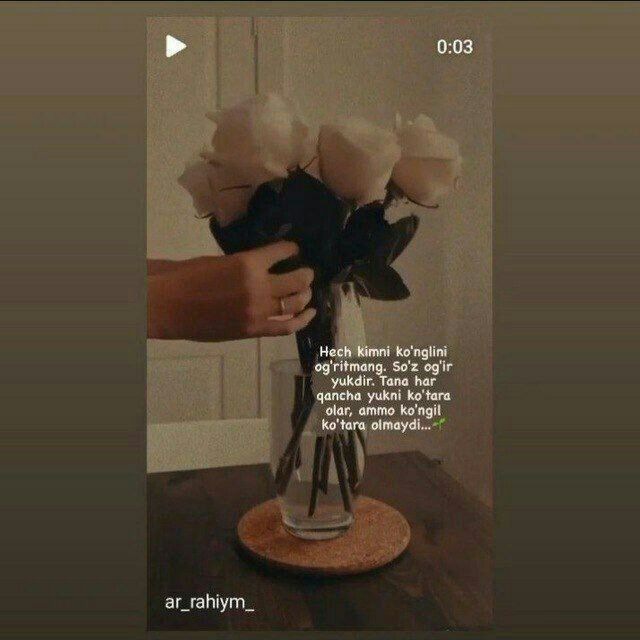 0:03
Hech kimni ko'nglini
og'ritmang. So'z og'ir
yukdir. Tana har
qancha yukni ko'tara
olar, ammo ko'ngil
ko'tara olmaydi...🌱
ar_rahiym_